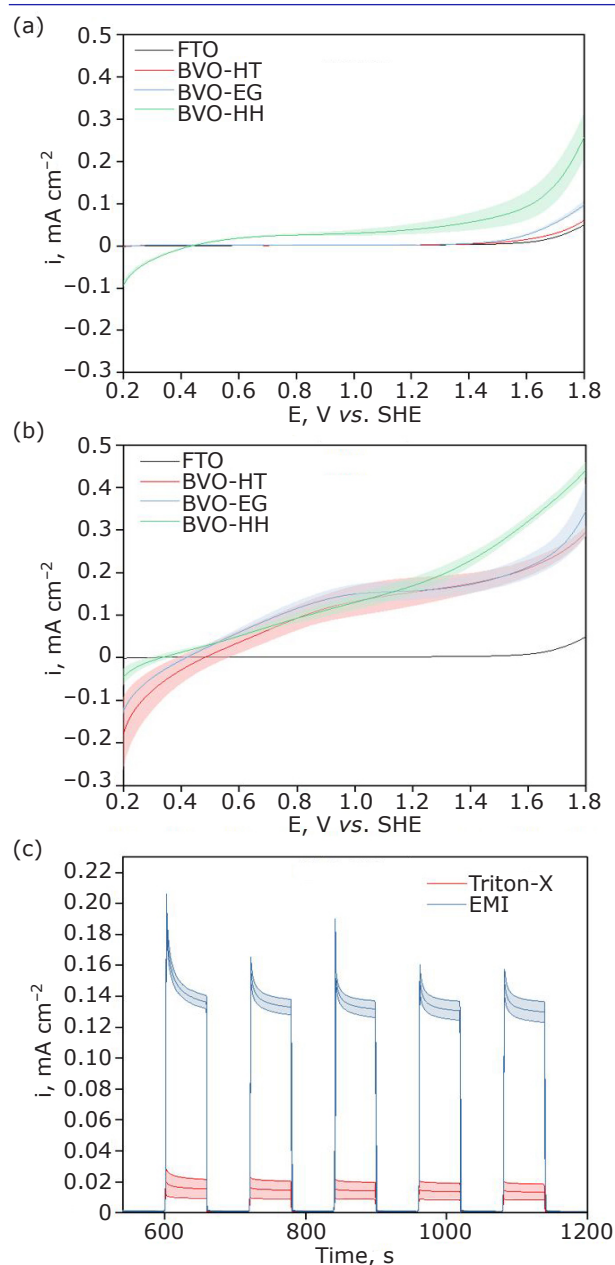 (a)
0.5
0.4
0.3
0.2
0.1
0
–0.1
–0.2
–0.3
i, mA cm–2
FTO
BVO-HT
BVO-EG
BVO-HH
0.2 0.4 0.6 0.8 1.0 1.2 1.4 1.6 1.8
E, V vs. SHE
(b)
0.5
0.4
0.3
0.2
0.1
0
–0.1
–0.2
–0.3
i, mA cm–2
FTO
BVO-HT
BVO-EG
BVO-HH
0.2 0.4 0.6 0.8 1.0 1.2 1.4 1.6 1.8
E, V vs. SHE
(c)
0.22
0.20
0.18
0.16
0.14
0.12
0.10
0.08
0.06
0.04
0.02
0
i, mA cm–2
Triton-X
EMI
600 800 1000 1200
Time, s